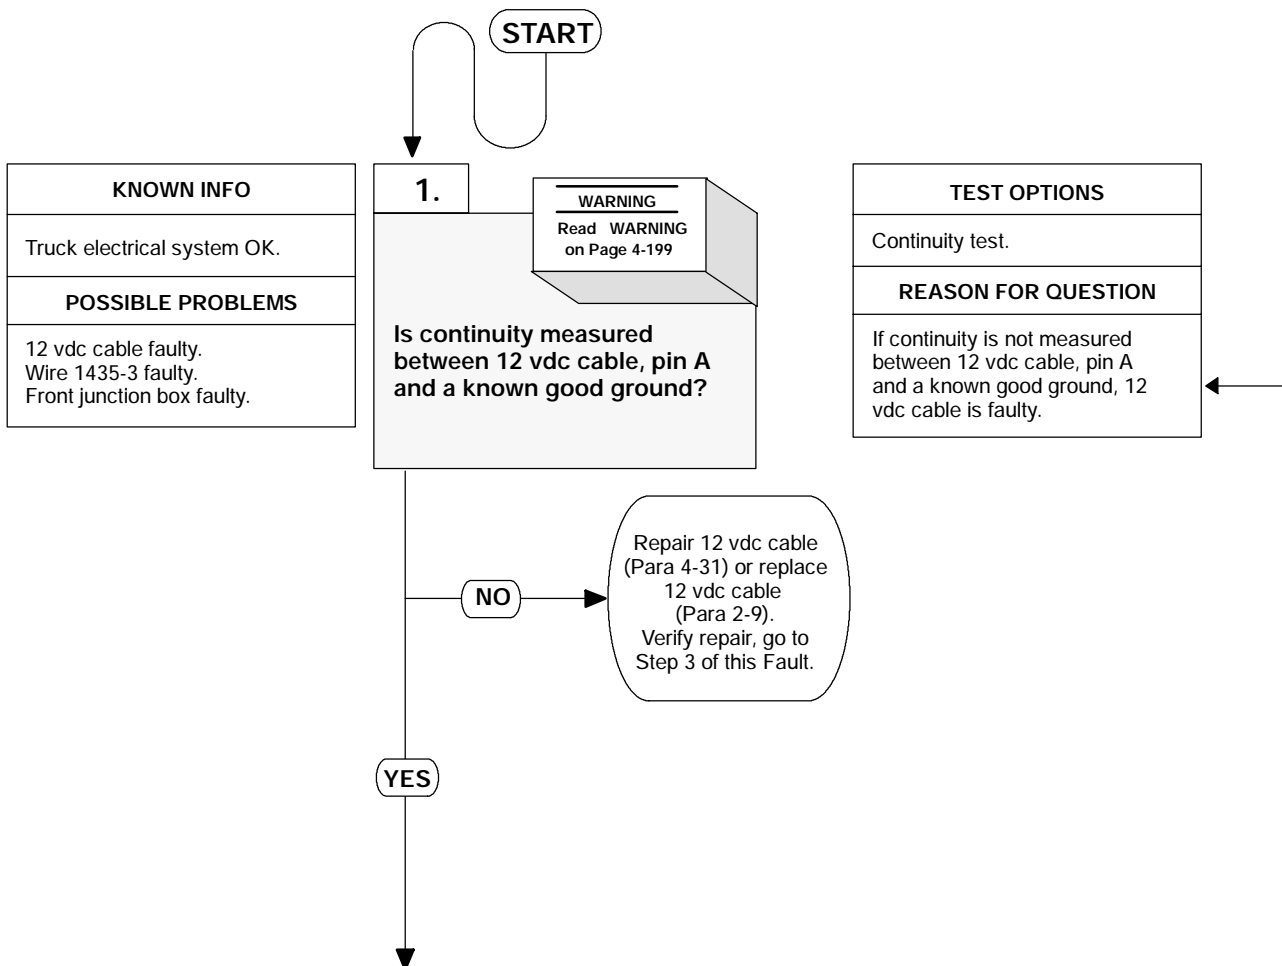 START
KNOWN INFO
Truck electrical system OK.
POSSIBLE PROBLEMS
12 vdc cable faulty.
Wire 1435-3 faulty.
Front junction box faulty.
1.
WARNING
Read WARNING
on Page 4-199
Is continuity measured
between 12 vdc cable, pin A
and a known good ground?
TEST OPTIONS
Continuity test.
REASON FOR QUESTION
If continuity is not measured
between 12 vdc cable, pin A
and a known good ground, 12
vdc cable is faulty.
NO
Repair 12 vdc cable
(Para 4-31) or replace
12 vdc cable
(Para 2-9).
Verify repair, go to
Step 3 of this Fault.
YES